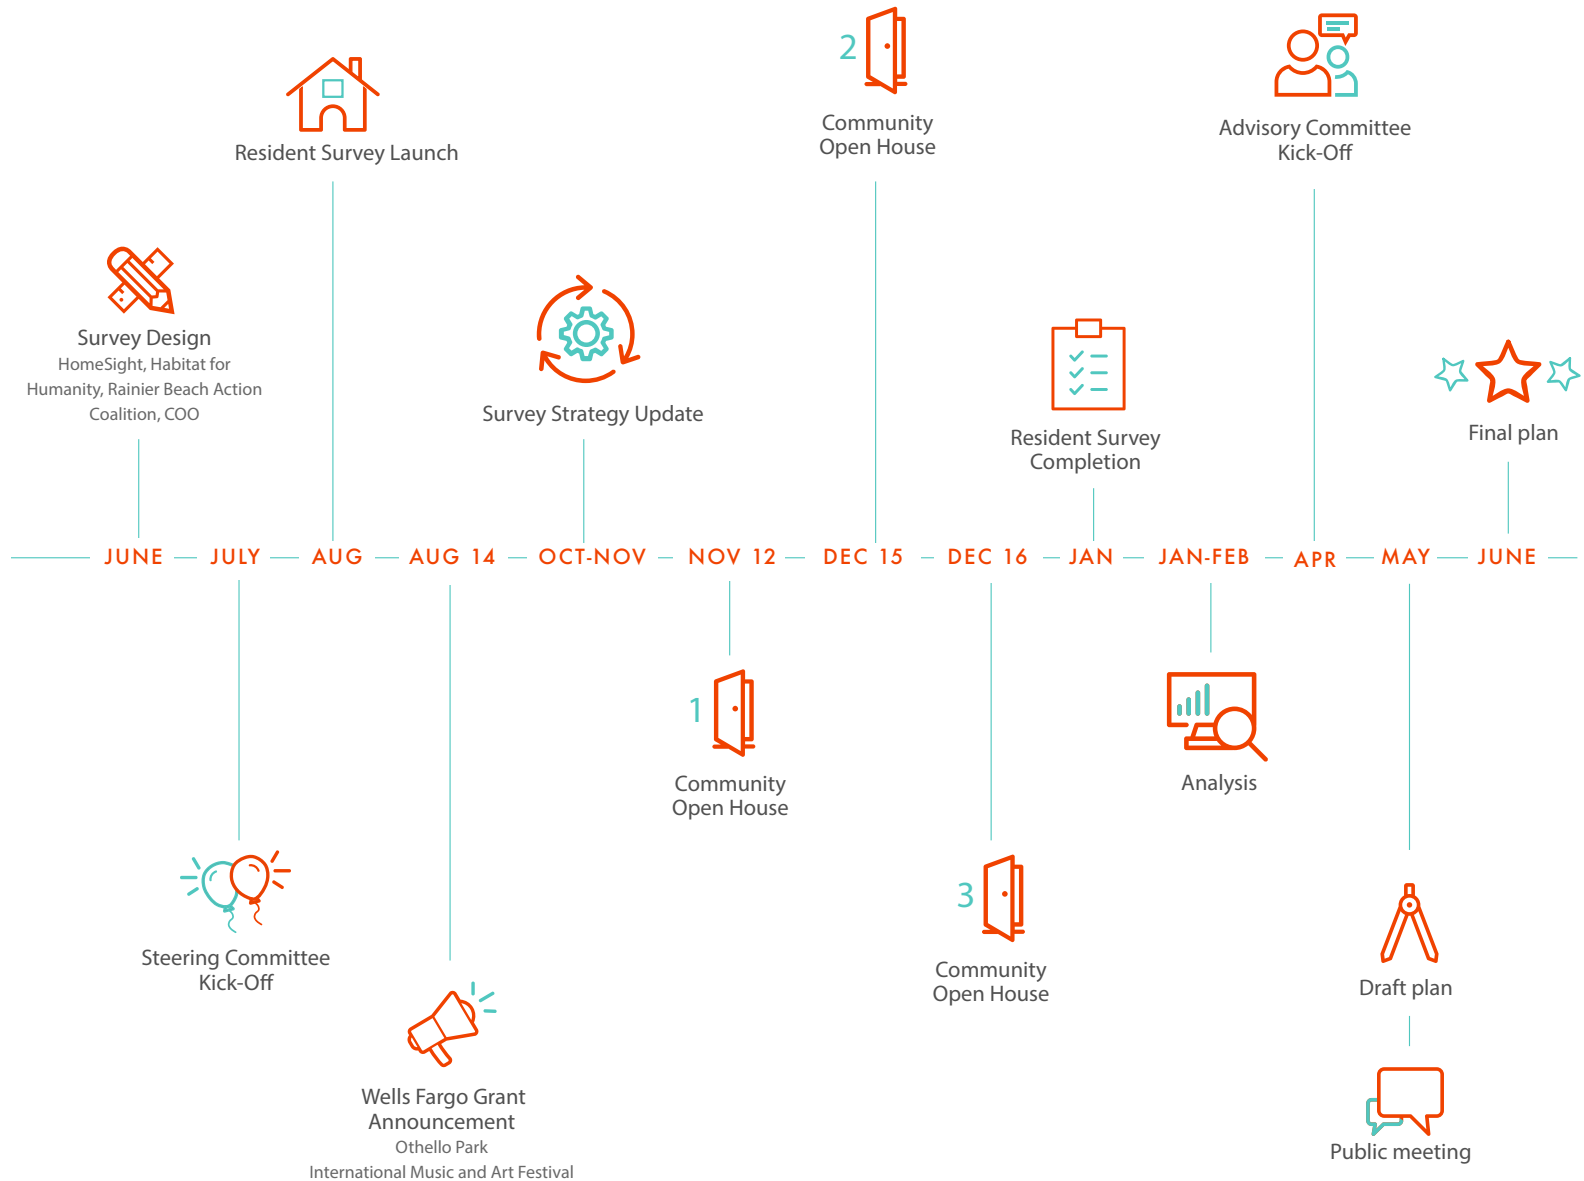 2
Community
Open House
Advisory Committee
Kick-Off
Resident Survey Launch
Survey Design
HomeSight, Habitat for
Humanity, Rainier Beach Action
Coalition, COO
Survey Strategy Update
Resident Survey
Completion
Final plan
JUNE
JULY
AUG
AUG 14
OCT-NOV
NOV 12
DEC 15
DEC 16
JAN
JAN-FEB
APR
MAY
JUNE
1
Community
Open House
Analysis
Steering Committee
Kick-Off
3
Community
Open House
Draft plan
Wells Fargo Grant
Announcement
Othello Park
International Music and Art Festival
Public meeting